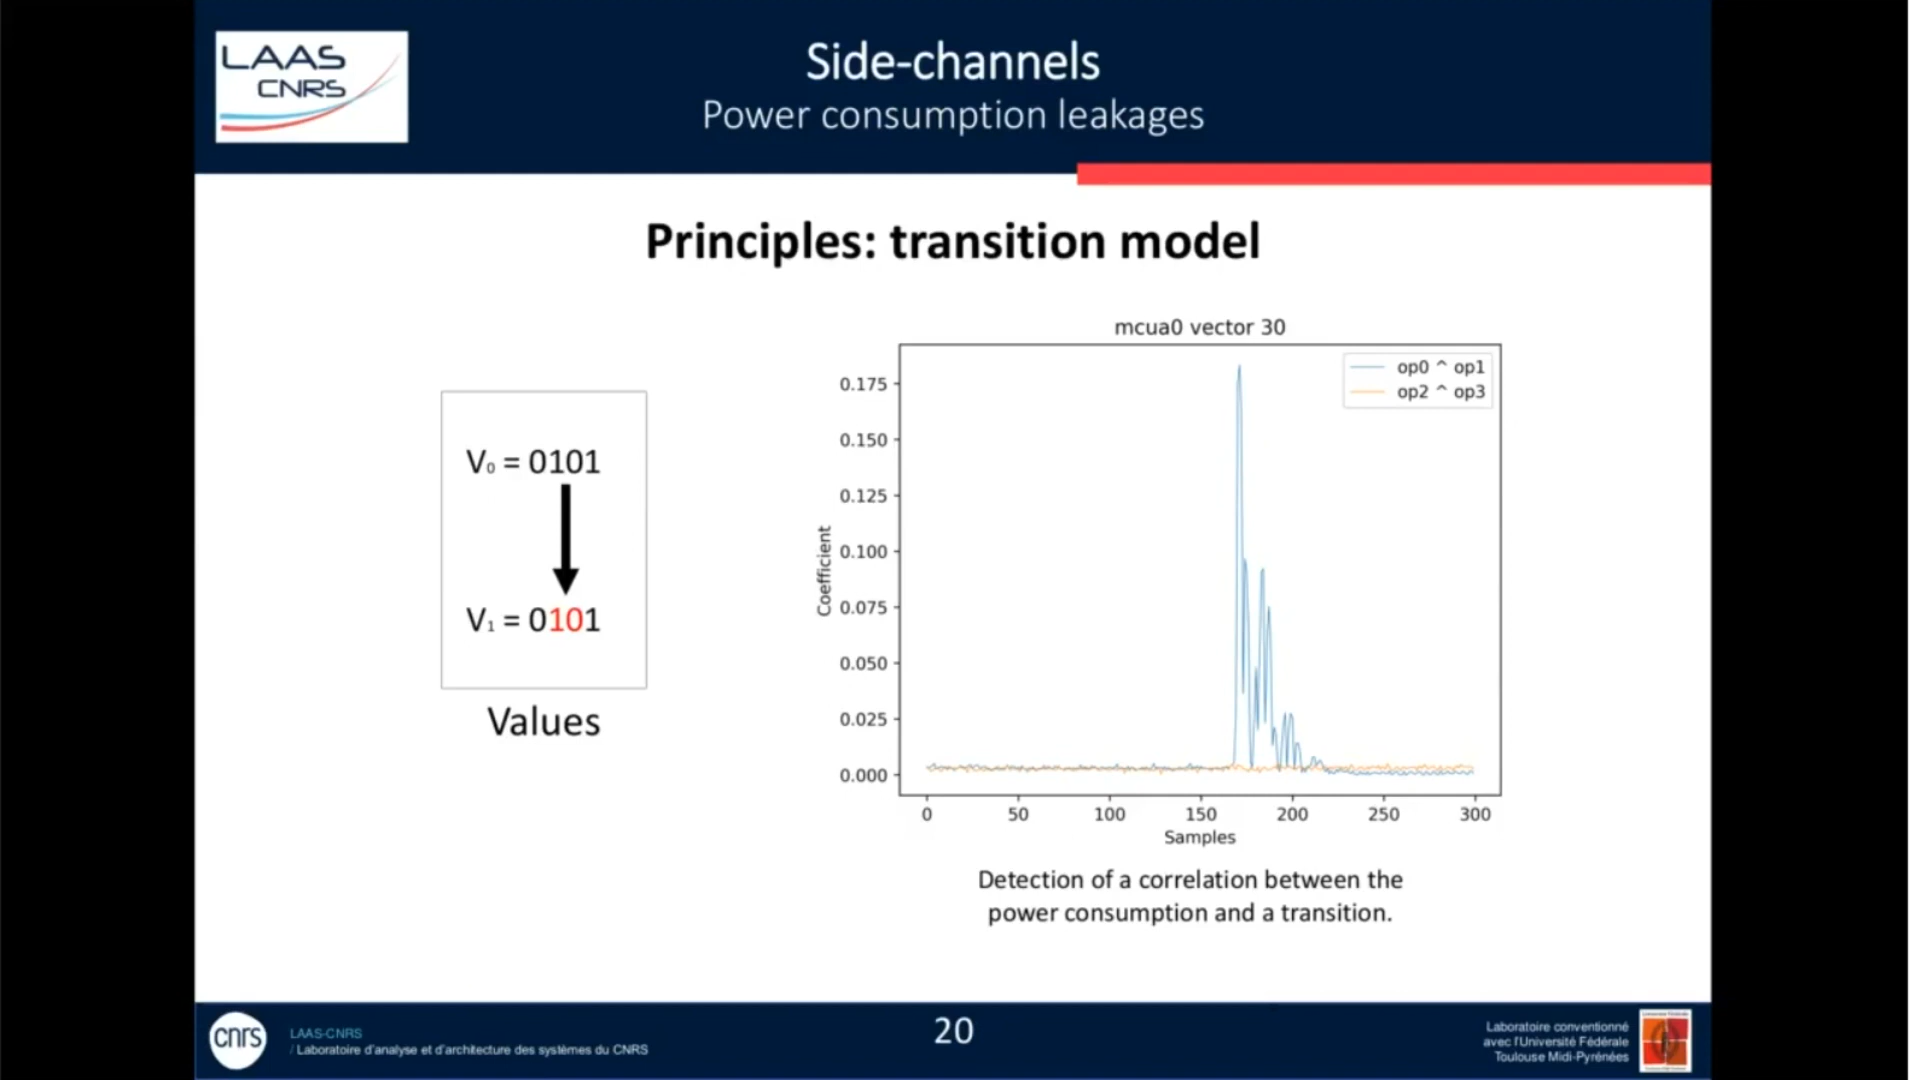 LAAS
CNRS
Side-channels
Power consumption leakages
Principles: transition model
V₀ = 0101
V₁ = 0101
Values
mcua0 vector 30
op0 ^ op1
op2 ^ op3
0.175
0.150
0.125
0.100
0.075
0.050
0.025
0.000
Coefficient
0 50 100 150 200 250 300
Samples
Detection of a correlation between the
power consumption and a transition.
cnrs
LAAS-CNRS
/ Laboratoire d'analyse et d'architecture des systèmes du CNRS
20
Laboratoire conventionné
avec l'Université Fédérale
Toulouse Midi-Pyrénées